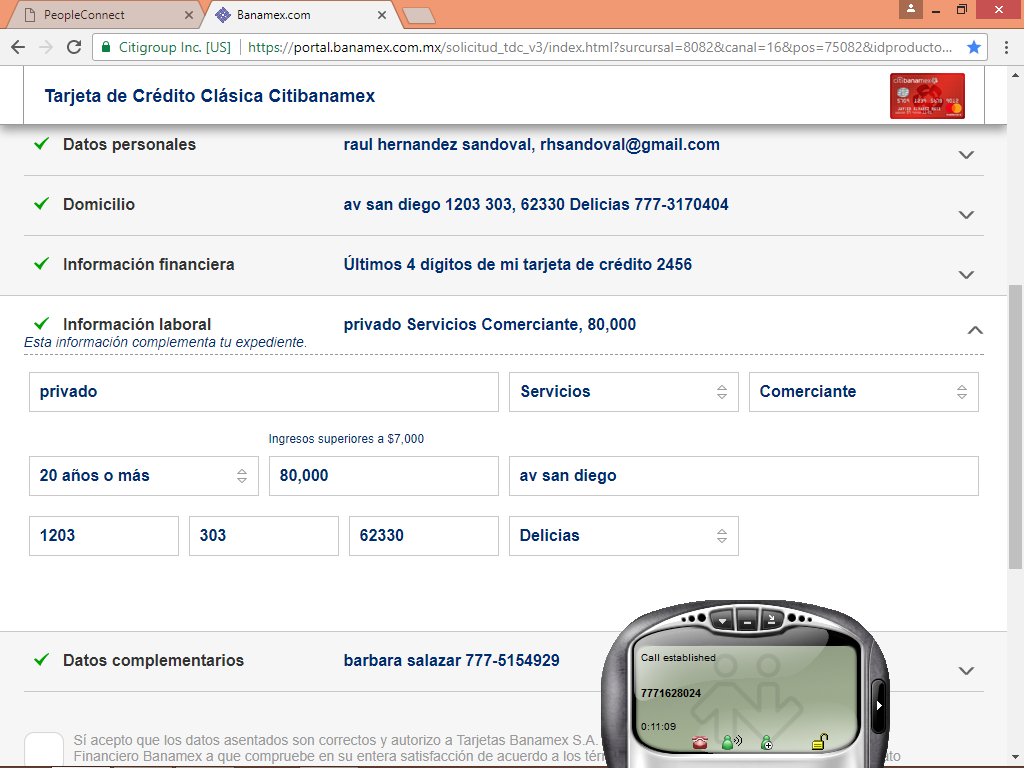 PeopleConnect
Banamex.com
Citigroup Inc. [US]
https://portal.banamex.com.mx/solicitud_tdc_v3/index.html?sursursal=8082&canal=16&pos=75082&idproducto...
Tarjeta de Crédito Clásica Citibanamex
citibanamex
Datos personales
raul hernandez sandoval, rhsandoval@gmail.com
Domicilio
av san diego 1203 303, 62330 Delicias 777-3170404
Información financiera
Últimos 4 dígitos de mi tarjeta de crédito 2456
Información laboral
privado Servicios Comerciante, 80,000
Esta información complementa tu expediente.
privado
Servicios
Comerciante
Ingresos superiores a $7,000
20 años o más
80,000
av san diego
1203
303
62330
Delicias
Datos complementarios
barbara salazar 777-5154929
Call established
7771628024
0:11:09
Sí acepto que los datos asentados son correctos y autorizo a Tarjetas Banamex S.A.
Financiero Banamex a que compruebe en su entera satisfacción de acuerdo a los